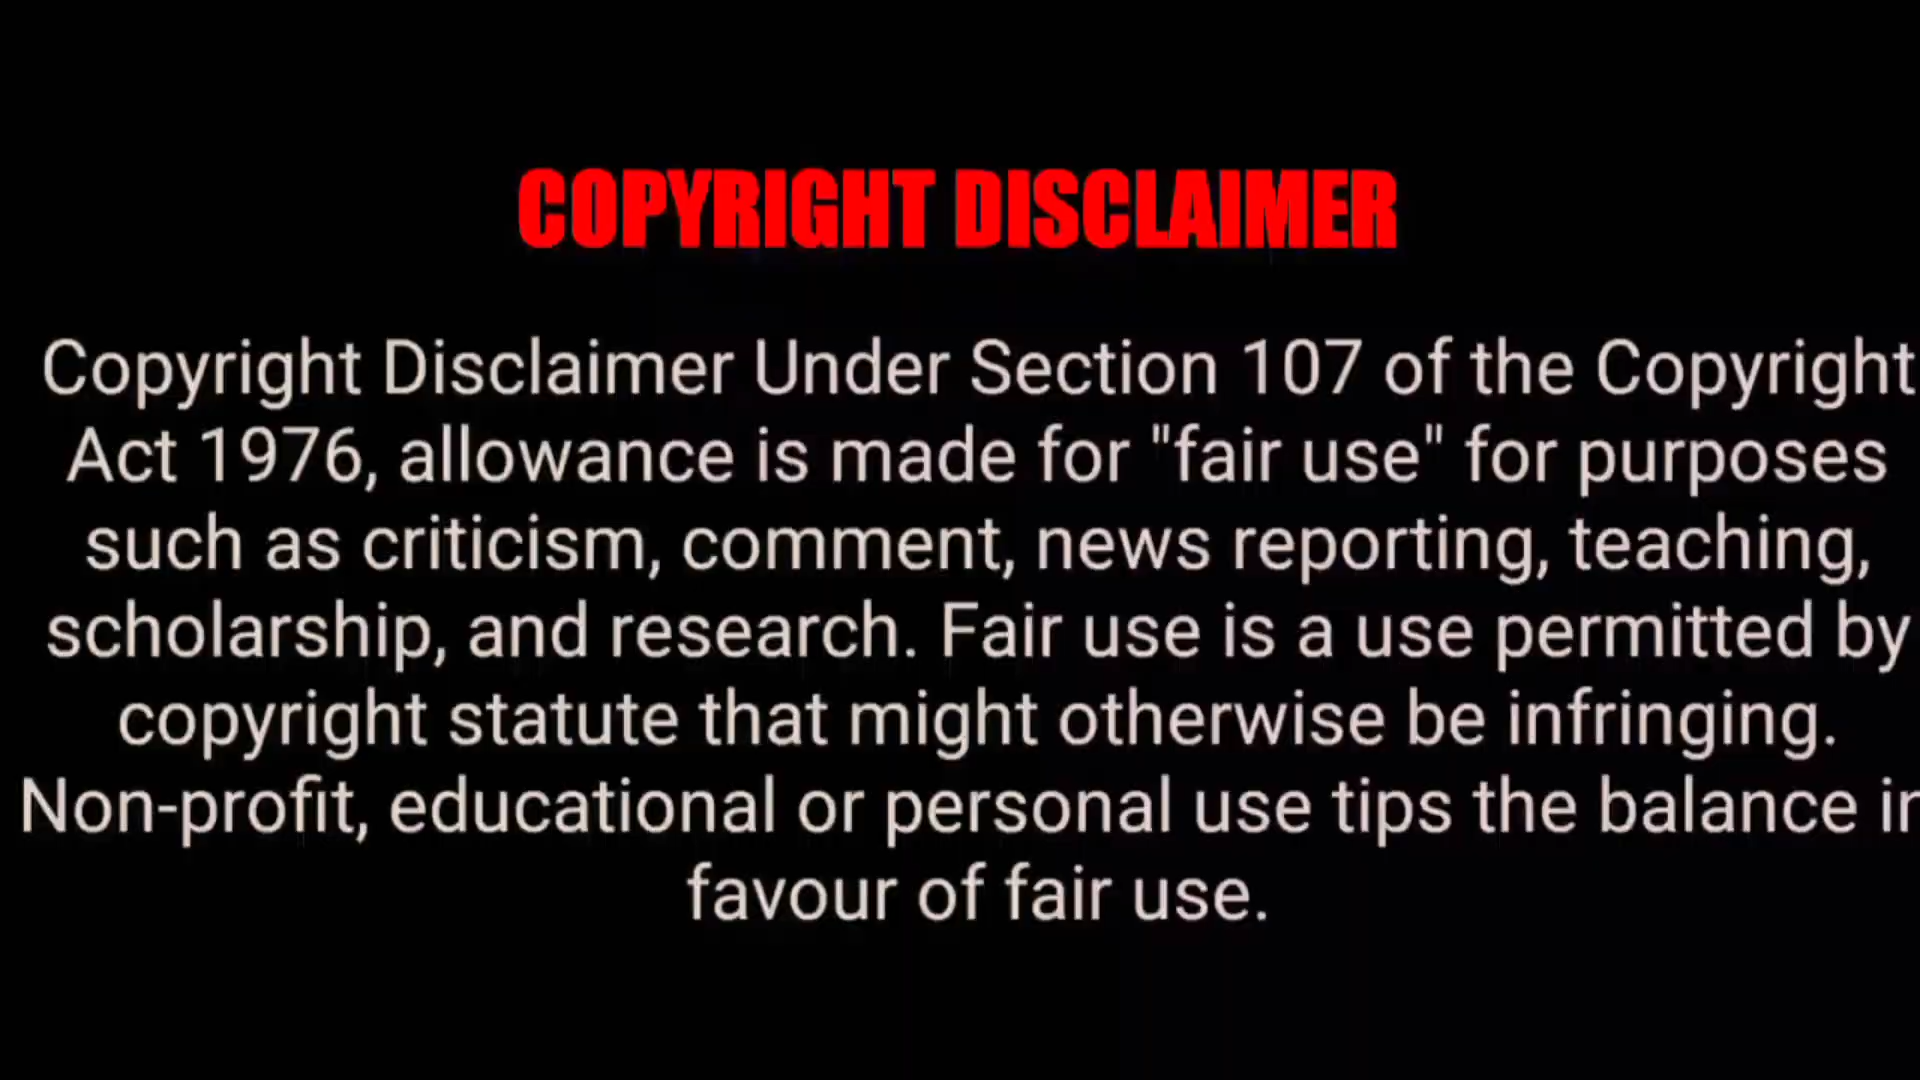 COPYRIGHT DISCLAIMER
Copyright Disclaimer Under Section 107 of the Copyright
Act 1976, allowance is made for "fair use" for purposes
such as criticism, comment, news reporting, teaching,
scholarship, and research. Fair use is a use permitted by
copyright statute that might otherwise be infringing.
Non-profit, educational or personal use tips the balance in
favour of fair use.